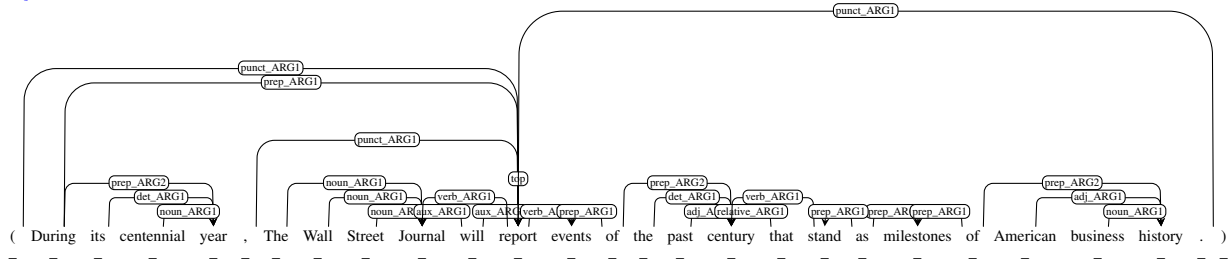 punct_ARG1
punct_ARG1
prep_ARG1
punct_ARG1
top
prep_ARG2 noun_ARG1 prep_ARG2 prep_ARG2
det_ARG1 noun_ARG1 verb_ARG1 det_ARG1 verb_ARG1 adj_ARG1
noun_ARG1 aux_ARG1 prep_ARG1 relative_ARG1 prep_ARG1 prep_ARG1 noun_ARG1
( During its centennial year , The Wall Street Journal will report events of the past century that stand as milestones of American business history . )